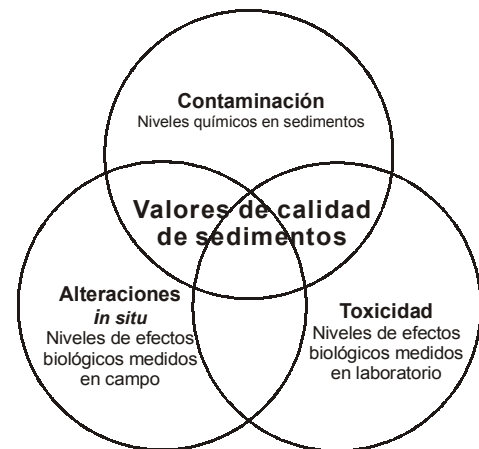 Contaminación
Niveles químicos en sedimentos
Valores de calidad
de sedimentos
Alteraciones
in situ
Niveles de efectos
biológicos medidos
en campo
Toxicidad
Niveles de efectos
biológicos medidos
en laboratorio